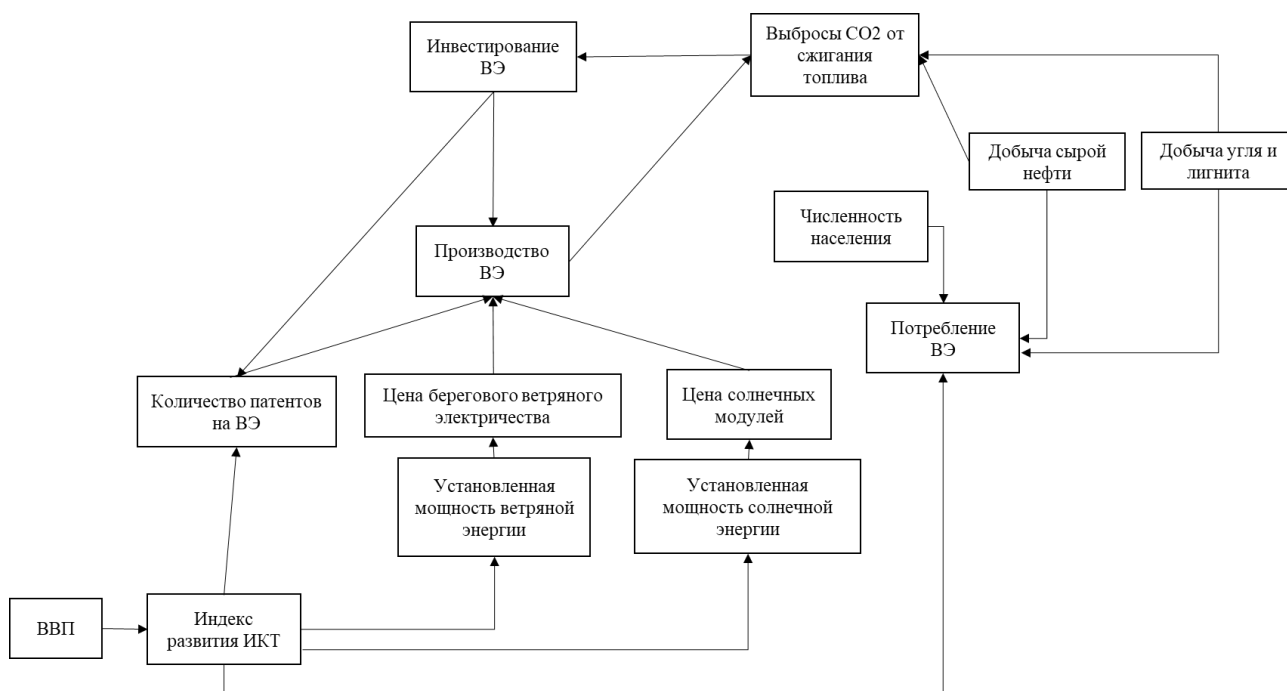 Инвестирование
ВЭ
Выбросы СО2 от
сжигания
топлива
Добыча сырой
нефти
Добыча угля и
лигнита
Численность
населения
Производство
ВЭ
Потребление
ВЭ
Количество патентов
на ВЭ
Цена берегового ветряного
электричества
Цена солнечных
модулей
Установленная
мощность ветряной
энергии
Установленная
мощность солнечной
энергии
ВВП
Индекс
развития ИКТ